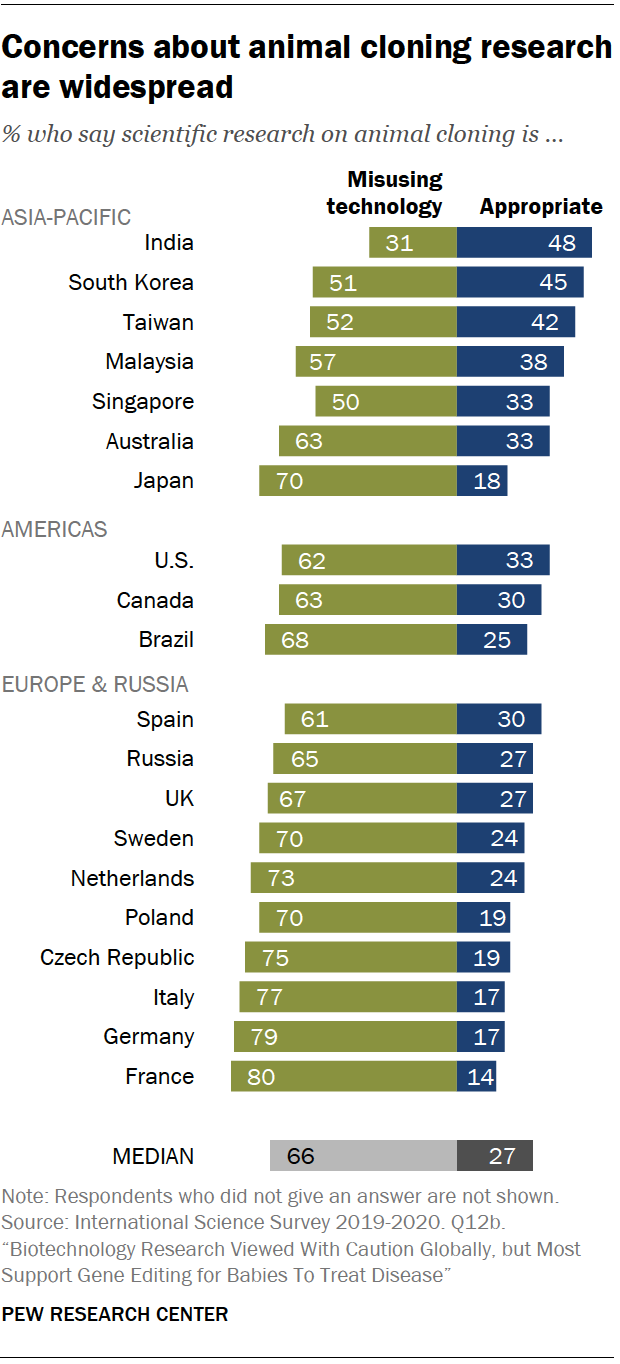 Concerns about animal cloning research
are widespread
% who say scientific research on animal cloning is ...
Misusing
technology
Appropriate
ASIA-PACIFIC
India 31 48
South Korea 51 45
Taiwan 52 42
Malaysia 57 38
Singapore 50 33
Australia 63 33
Japan 70 18
AMERICAS
U.S. 62 33
Canada 63 30
Brazil 68 25
EUROPE & RUSSIA
Spain 61 30
Russia 65 27
UK 67 27
Sweden 70 24
Netherlands 73 24
Poland 70 19
Czech Republic 75 19
Italy 77 17
Germany 79 17
France 80 14
MEDIAN 66 27
Note: Respondents who did not give an answer are not shown.
Source: International Science Survey 2019-2020. Q12b.
“Biotechnology Research Viewed With Caution Globally, but Most
Support Gene Editing for Babies To Treat Disease”
PEW RESEARCH CENTER